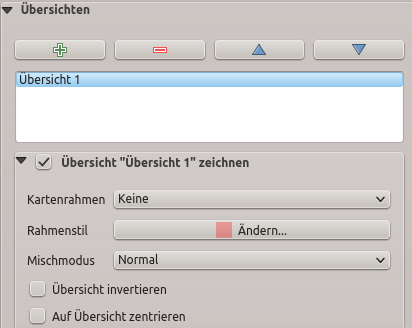 Übersichten
Übersicht 1
Übersicht "Übersicht 1" zeichnen
Kartenrahmen Keine
Rahmenstil Ändern...
Mischmodus Normal
Übersicht invertieren
Auf Übersicht zentrieren